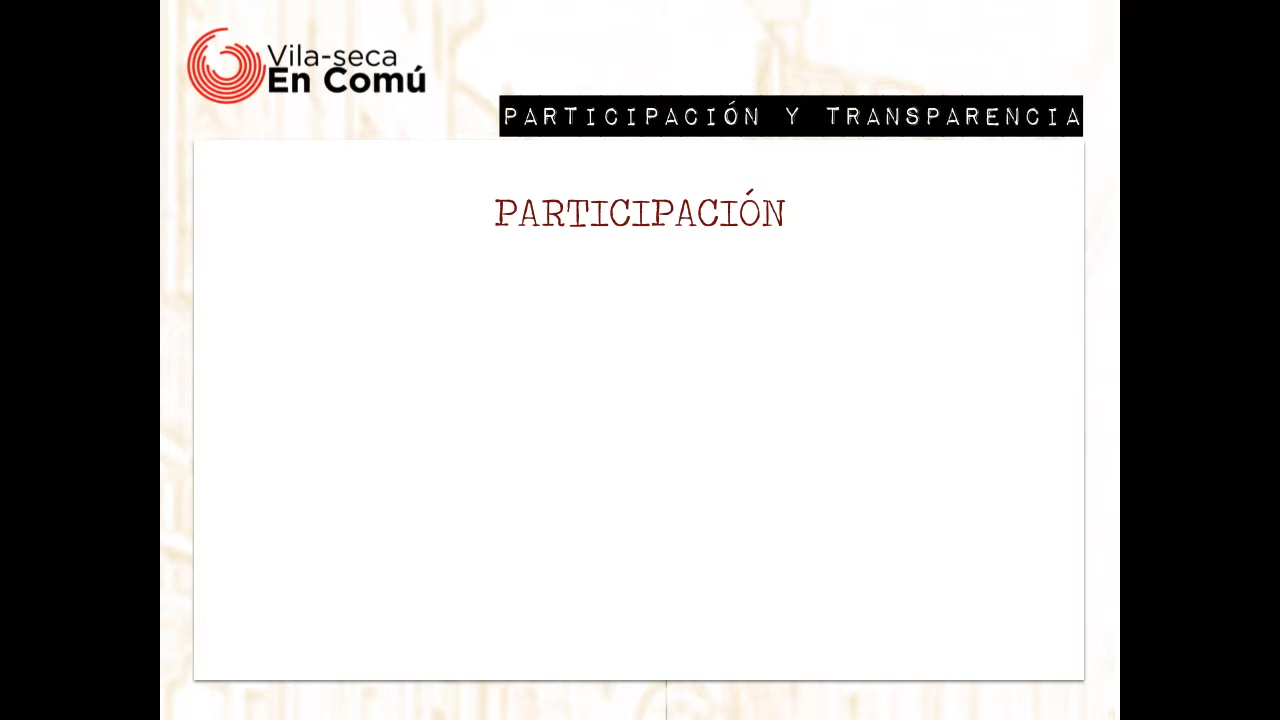 Vila-seca
En Comú
PARTICIPACIÓN Y TRANSPARENCIA
PARTICIPACIÓN